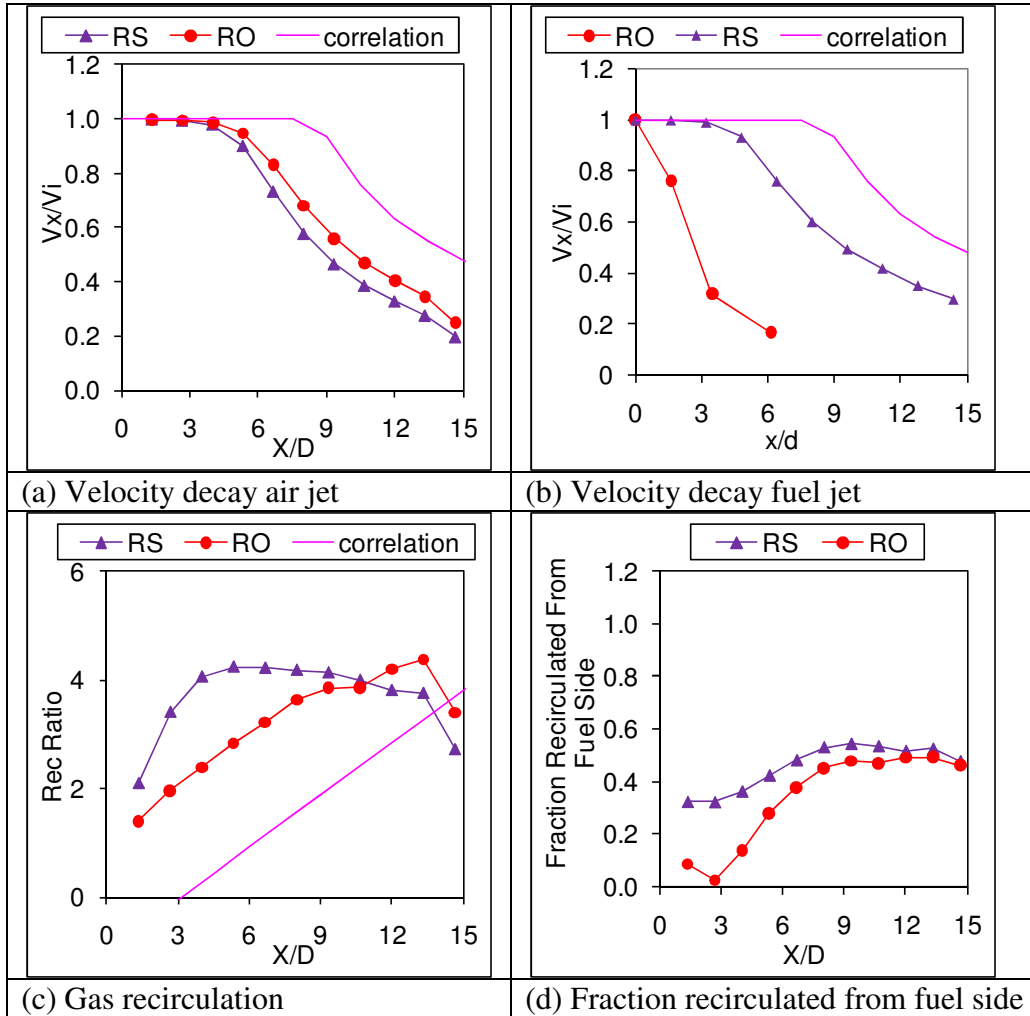 RS RO correlation
1.2
1.0
0.8
0.6
0.4
0.2
0.0
Vx/Vi
0 3 6 9 12 15
X/D
(a) Velocity decay air jet
RO RS correlation
1.2
1
0.8
0.6
0.4
0.2
0
Vx/Vi
0 3 6 9 12 15
x/d
(b) Velocity decay fuel jet
RS RO correlation
6
4
2
0
Rec Ratio
0 3 6 9 12 15
X/D
(c) Gas recirculation
RS RO
1.2
1.0
0.8
0.6
0.4
0.2
0.0
Fraction Recirculated From
Fuel Side
0 3 6 9 12 15
X/D
(d) Fraction recirculated from fuel side